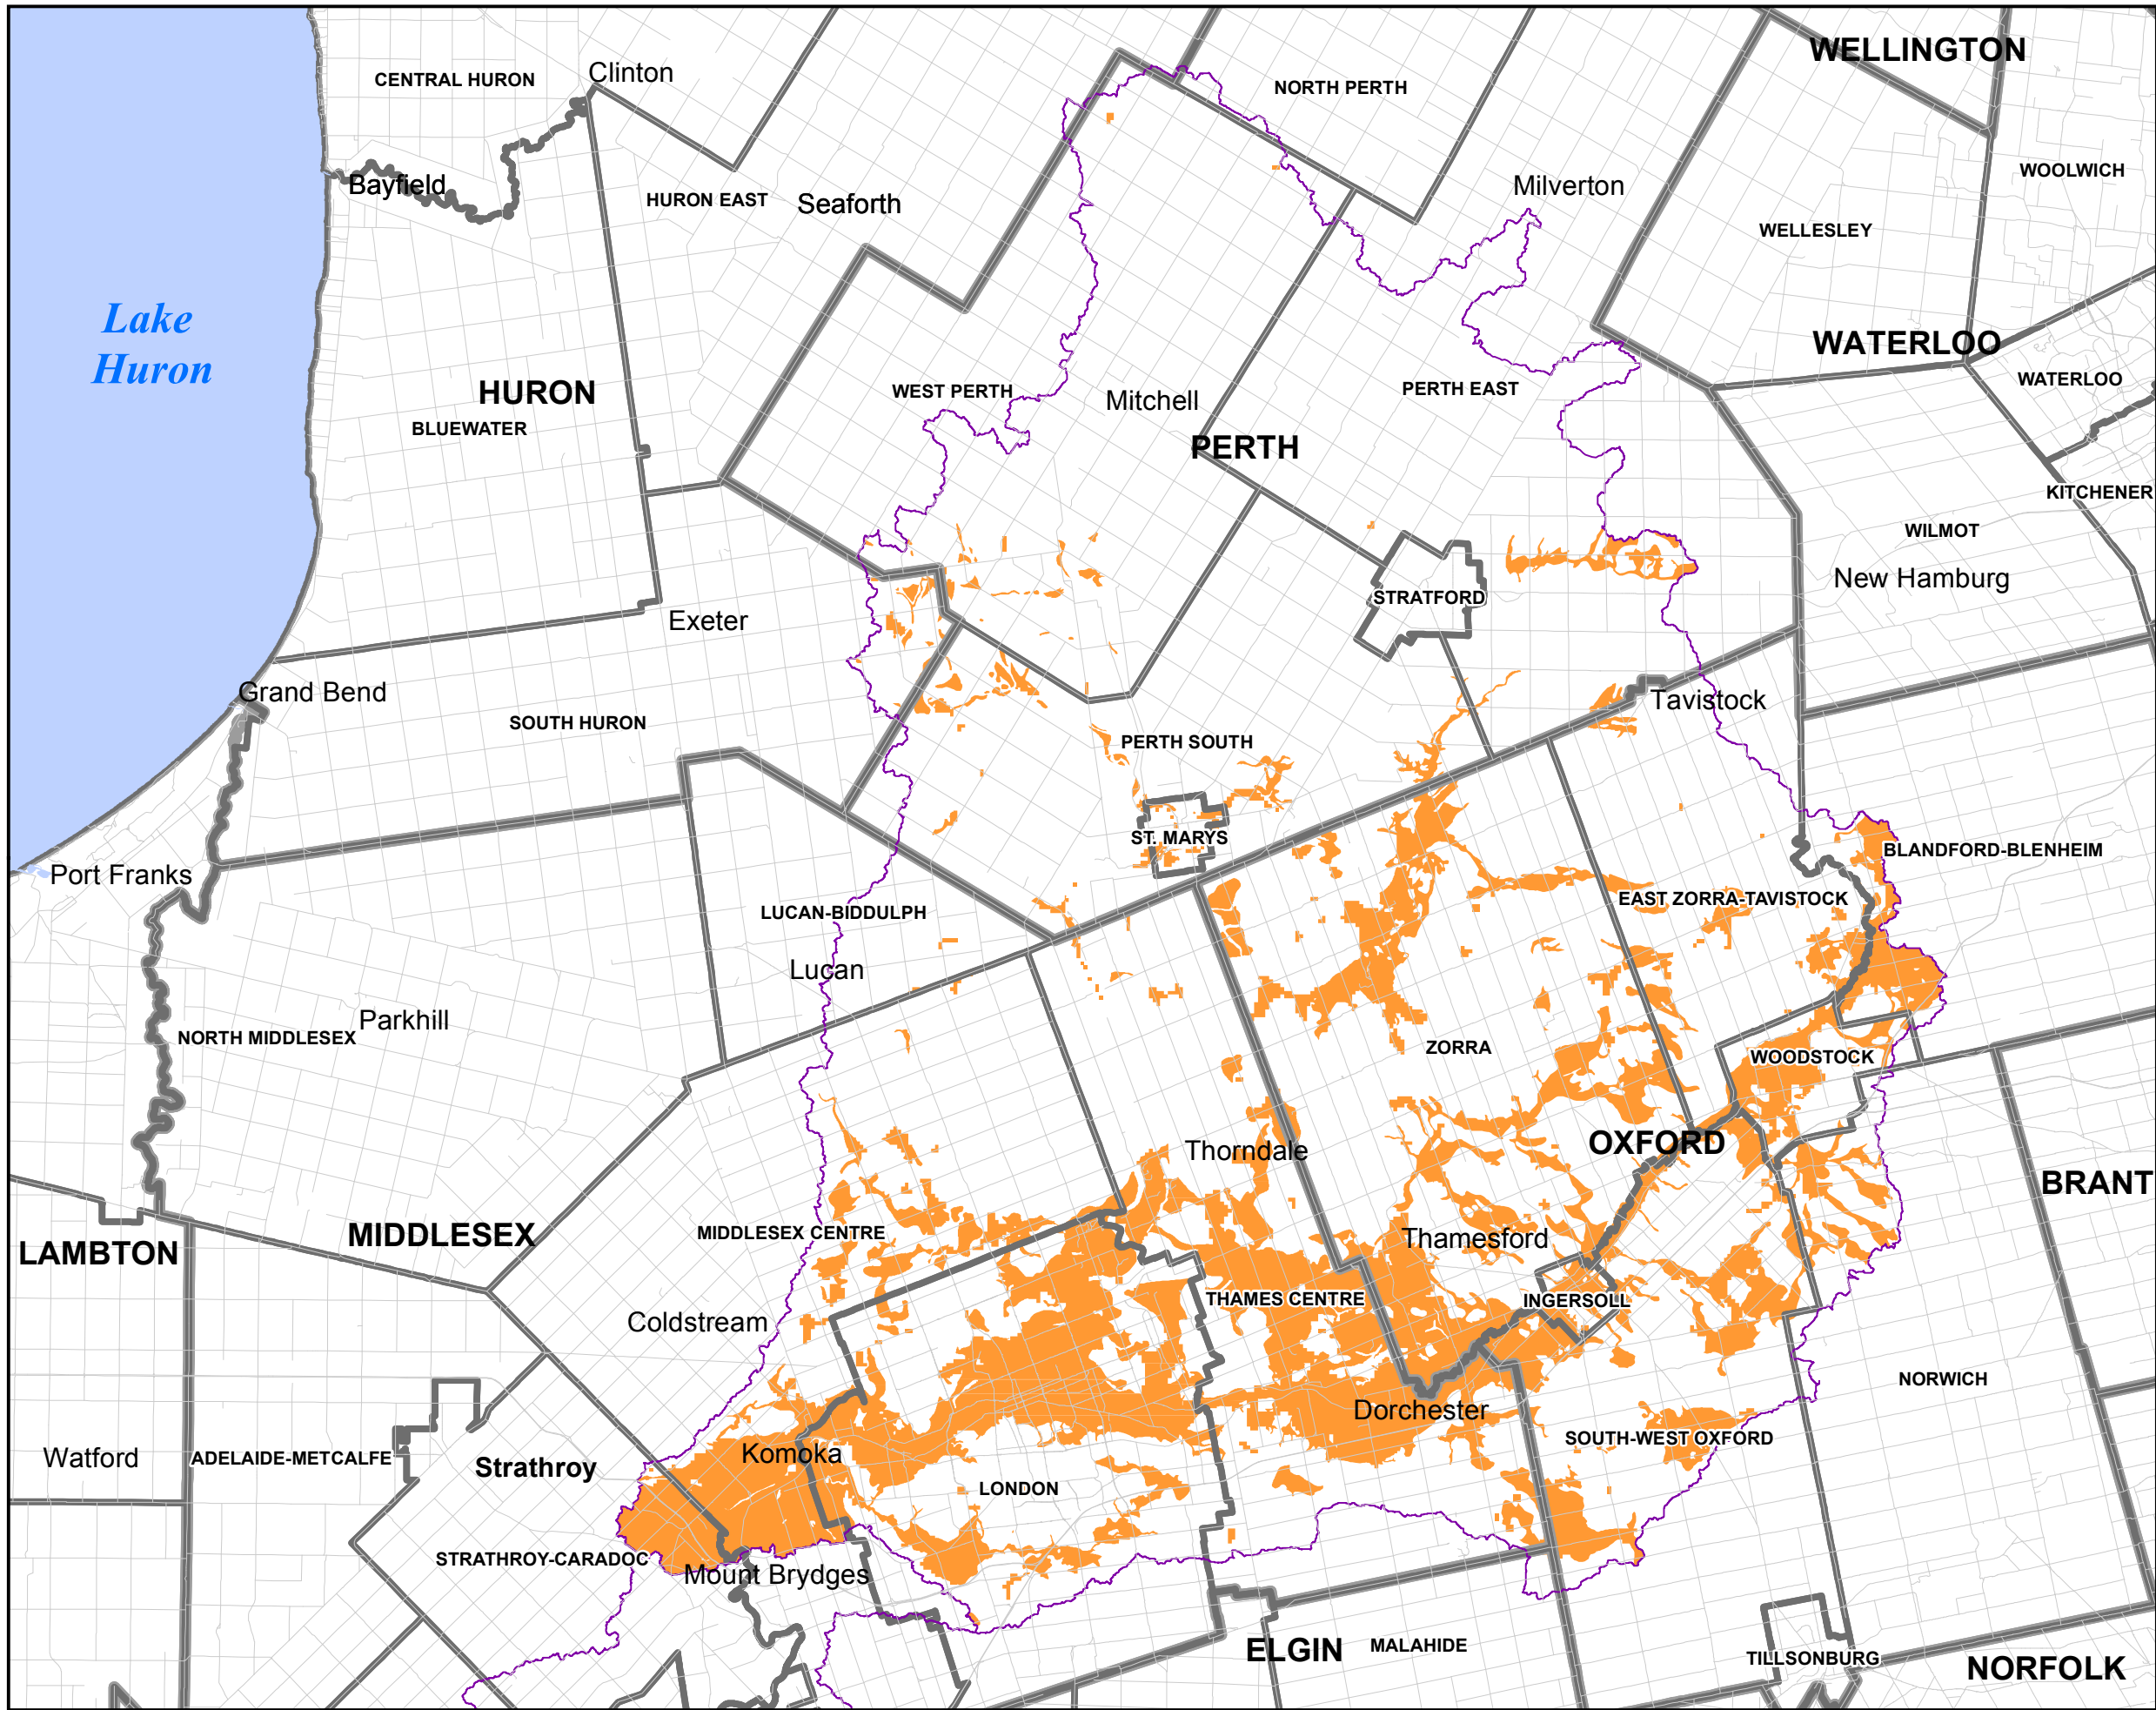 WELLINGTON
Clinton
CENTRAL HURON
NORTH PERTH
WOOLWICH
Bayfield
Milverton
HURON EAST
Seaforth
WELLESLEY
Lake
Huron
WATERLOO
WATERLOO
HURON
WEST PERTH
Mitchell
PERTH EAST
BLUEWATER
PERTH
KITCHENER
WILMOT
New Hamburg
STRATFORD
Exeter
Grand Bend
Tavistock
SOUTH HURON
PERTH SOUTH
ST. MARYS
BLANDFORD-BLENHEIM
Port Franks
EAST ZORRA-TAVISTOCK
LUCAN-BIDDULPH
Lucan
Parkhill
NORTH MIDDLESEX
ZORRA
WOODSTOCK
OXFORD
Thorndale
BRANT
MIDDLESEX
MIDDLESEX CENTRE
Thamesford
LAMBTON
THAMES CENTRE
INGERSOLL
Coldstream
NORWICH
Dorchester
SOUTH-WEST OXFORD
Komoka
Watford
ADELAIDE-METCALFE
Strathroy
LONDON
STRATHROY-CARADOC
Mount Brydges
ELGIN
MALAHIDE
TILLSONBURG
NORFOLK